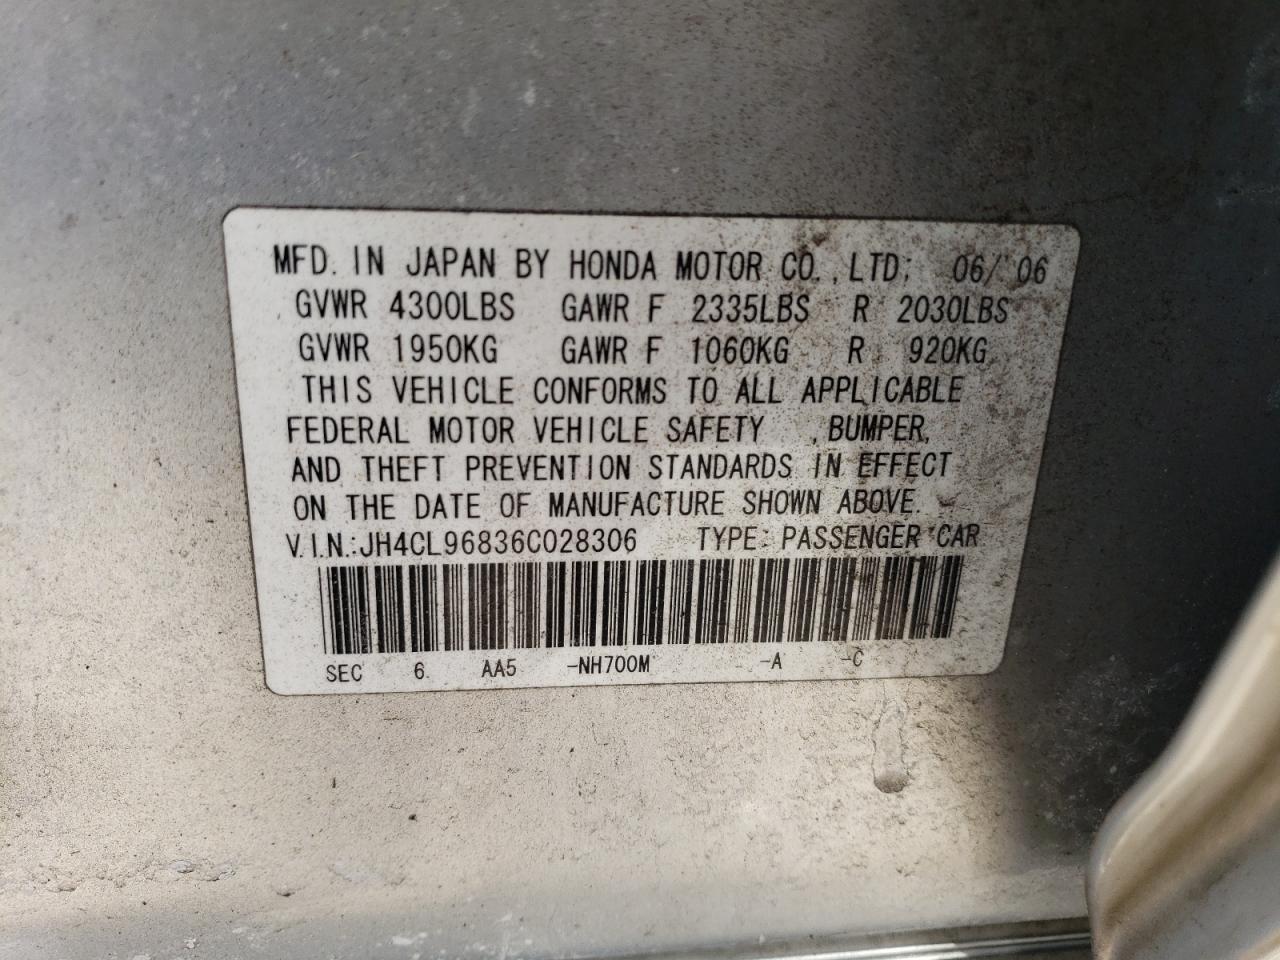 MFD. IN JAPAN BY HONDA MOTOR CO., LTD. 06/ 06
GVWR 4300LBS GAWR F 2335LBS R 2030LBS
GVWR 1950KG GAWR F 1060KG R 920KG
THIS VEHICLE CONFORMS TO ALL APPLICABLE
FEDERAL MOTOR VEHICLE SAFETY , BUMPER,
AND THEFT PREVENTION STANDARDS IN EFFECT
ON THE DATE OF MANUFACTURE SHOWN ABOVE.
V.I.N.:JH4CL96836C028306 TYPE: PASSENGER CAR
SEC 6 AA5 -NH700M -A -C